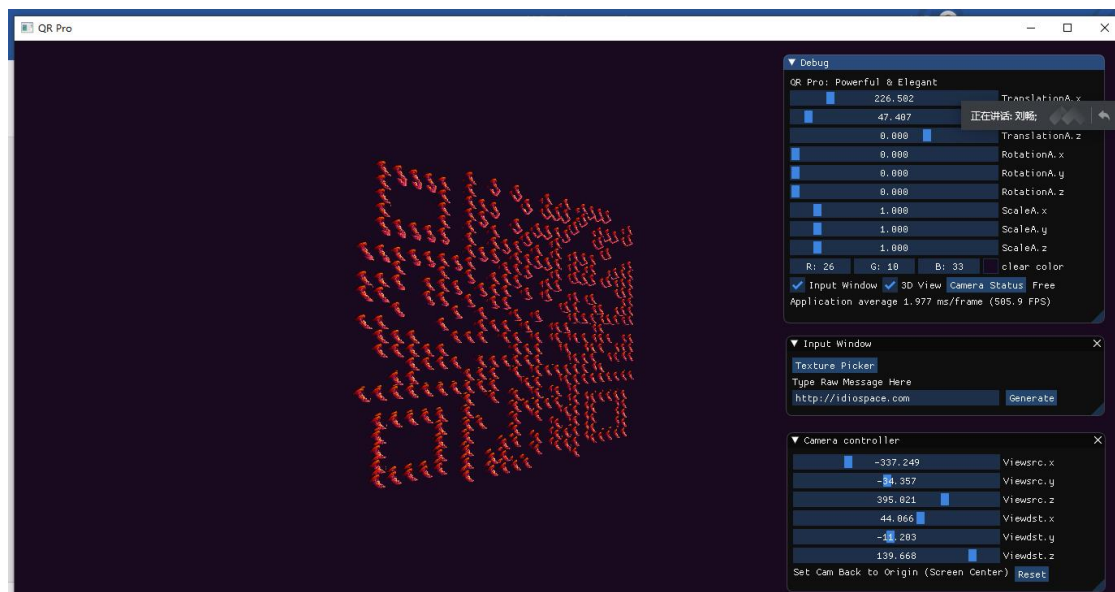 QR Pro
Debug
QR Pro: Powerful & Elegant
226.502 TranslationA.x
47.407
正在讲话: 刘畅;
0.000 TranslationA.z
0.000 RotationA.x
0.000 RotationA.y
0.000 RotationA.z
1.000 ScaleA.x
1.000 ScaleA.y
1.000 ScaleA.z
R: 26 G: 10 B: 33 clear color
Input Window 3D View Camera Status Free
Application average 1.977 ms/frame (505.9 FPS)
Input Window
Texture Picker
Type Raw Message Here
http://idiospace.com Generate
Camera controller
-337.249 Viewsrc.x
-34.357 Viewsrc.y
395.021 Viewsrc.z
44.066 Viewdst.x
-11.203 Viewdst.y
139.668 Viewdst.z
Set Cam Back to Origin (Screen Center) Reset